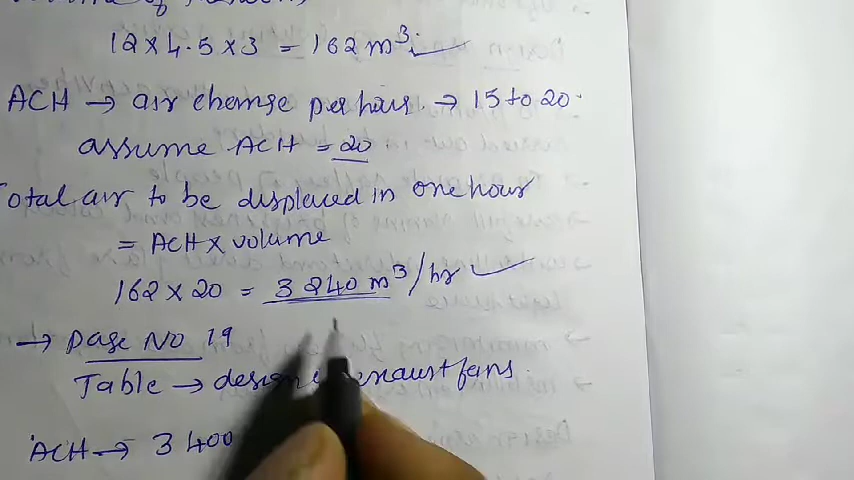 12 x 4.5 x 3 = 162 m³
ACH → air change per hour → 15 to 20
assume ACH = 20
Total air to be displaced in one hour
= ACH x volume
162 x 20 = 3240 m³/hr
→ Page NO 19
Table → design exhaust fans
ACH → 3400